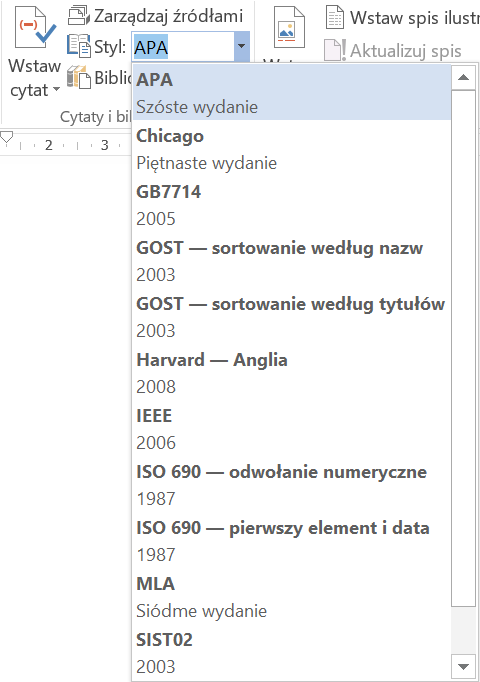 Zarządzaj źródłami
Wstaw spis ilustr
Styl: APA
Aktualizuj spis
Wstaw
cytat
Cytaty i bi
2 3
APA
Szóste wydanie
Chicago
Piętnaste wydanie
GB7714
2005
GOST — sortowanie według nazw
2003
GOST — sortowanie według tytułów
2003
Harvard — Anglia
2008
IEEE
2006
ISO 690 — odwołanie numeryczne
1987
ISO 690 — pierwszy element i data
1987
MLA
Siódme wydanie
SIST02
2003